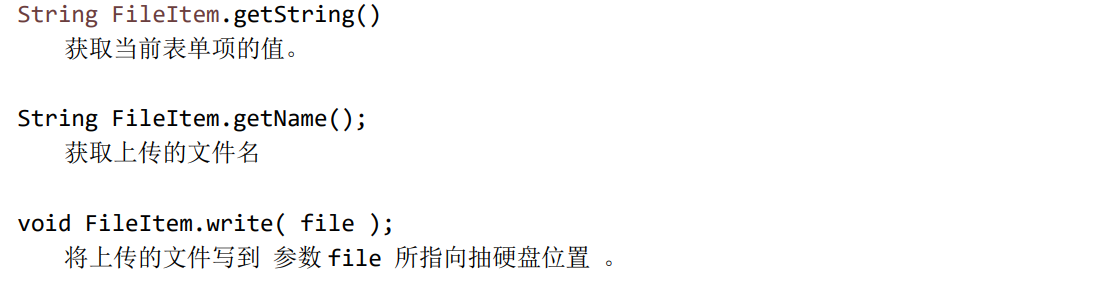 String FileItem.getString()
获取当前表单项的值。
String FileItem.getName();
获取上传的文件名
void FileItem.write( file );
将上传的文件写到 参数 file 所指向抽硬盘位置 。